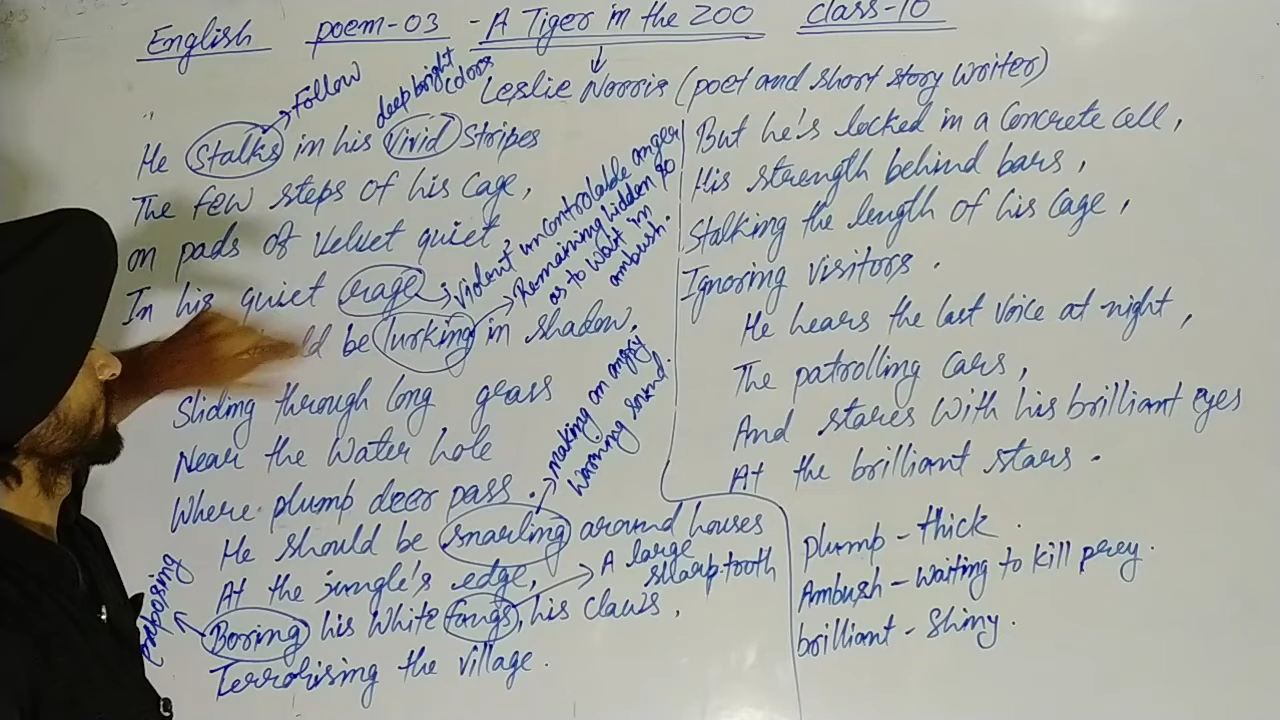 English poem-03 - A Tiger in the Zoo class-10
Leslie Norris (poet and short story writer)
He Stalks in his Vivid Stripes
Follow
deep bright colors
The few steps of his cage,
on pads of velvet quiet,
In his quiet rage
Violent uncontrolable anger
be lurking in shadow,
Remaining hidden so as to wait in ambush.
Sliding through long grass
Near the Water hole
Where plump deer pass.
He should be snarling around houses
making an angry warning sound.
At the jungle's edge,
Boring his White fangs, his claws,
A large sharp tooth
Terrorising the village.
But he's locked in a Concrete cell,
His strength behind bars,
Stalking the length of his cage,
Ignoring visitors.
He hears the last voice at night,
The patrolling cars,
And stares with his brilliant eyes
At the brilliant stars.
plump - thick
Ambush - Waiting to kill prey.
brilliant - Shiny.